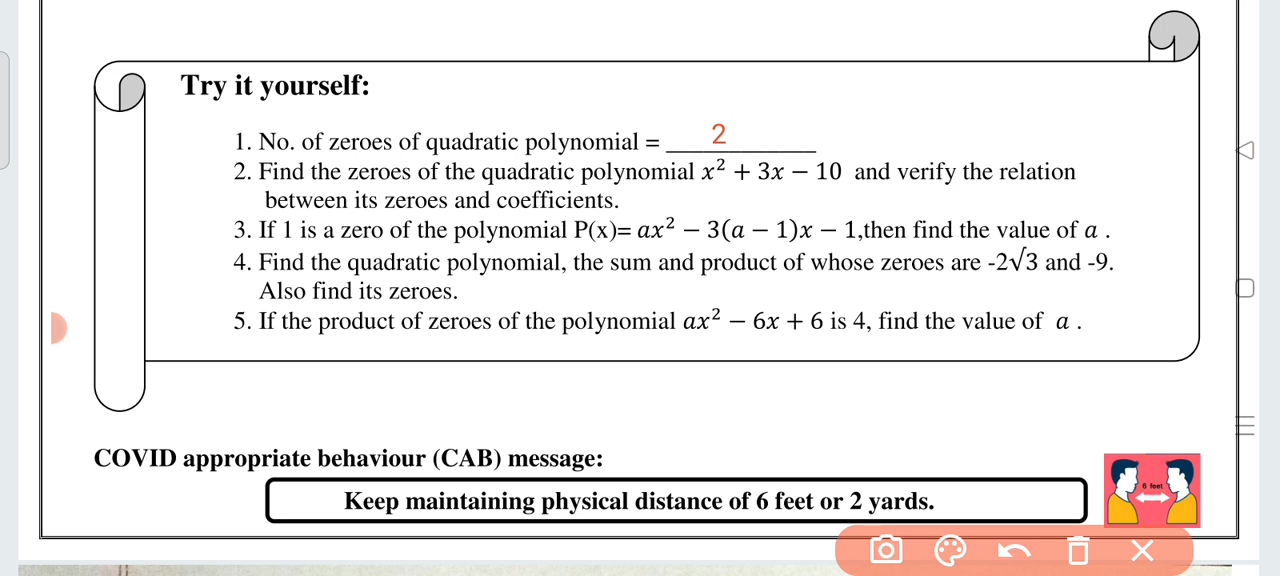 Try it yourself:
1. No. of zeroes of quadratic polynomial = ____2____
2. Find the zeroes of the quadratic polynomial x² + 3x − 10 and verify the relation
between its zeroes and coefficients.
3. If 1 is a zero of the polynomial P(x)= ax² − 3(a − 1)x − 1,then find the value of a .
4. Find the quadratic polynomial, the sum and product of whose zeroes are -2√3 and -9.
Also find its zeroes.
5. If the product of zeroes of the polynomial ax² − 6x + 6 is 4, find the value of a .
COVID appropriate behaviour (CAB) message:
6 feet
Keep maintaining physical distance of 6 feet or 2 yards.